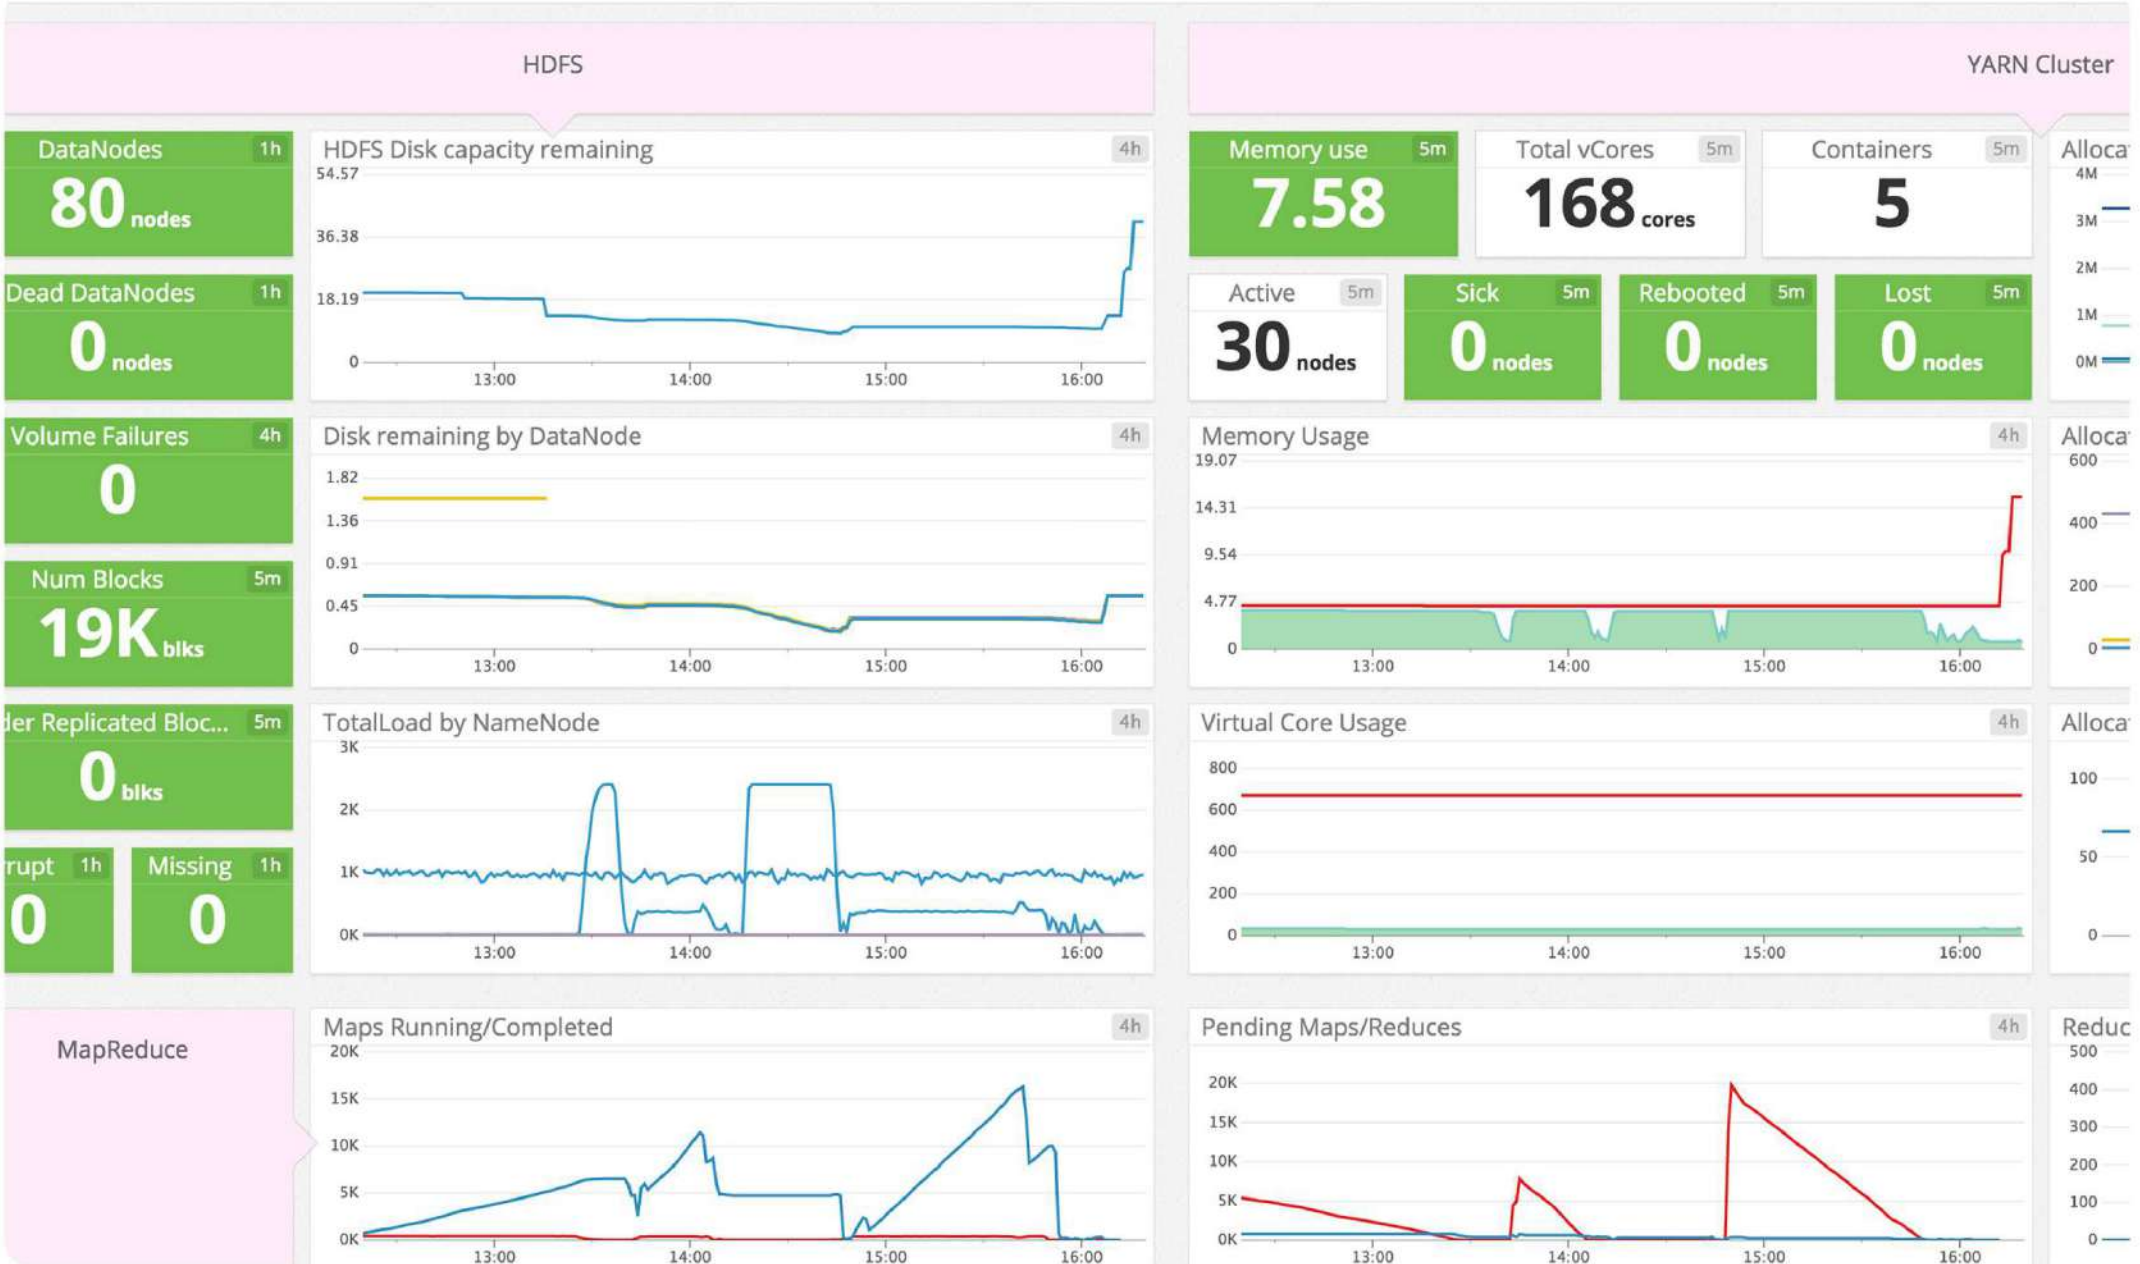 HDFS
YARN Cluster
DataNodes 1h
80 nodes
Dead DataNodes 1h
0 nodes
Volume Failures 4h
0
Num Blocks 5m
19K blks
der Replicated Bloc... 5m
0 blks
rrupt 1h
0
Missing 1h
0
HDFS Disk capacity remaining 4h
54.57
36.38
18.19
0
13:00 14:00 15:00 16:00
Disk remaining by DataNode 4h
1.82
1.36
0.91
0.45
0
13:00 14:00 15:00 16:00
TotalLoad by NameNode 4h
3K
2K
1K
0K
13:00 14:00 15:00 16:00
Memory use 5m
7.58
Total vCores 5m
168 cores
Containers 5m
5
Active 5m
30 nodes
Sick 5m
0 nodes
Rebooted 5m
0 nodes
Lost 5m
0 nodes
Memory Usage 4h
19.07
14.31
9.54
4.77
0
13:00 14:00 15:00 16:00
Virtual Core Usage 4h
800
600
400
200
0
13:00 14:00 15:00 16:00
Alloca
4M
3M
2M
1M
0M
Alloca
600
400
200
0
Alloca
100
50
0
MapReduce
Maps Running/Completed 4h
20K
15K
10K
5K
0K
13:00 14:00 15:00 16:00
Pending Maps/Reduces 4h
20K
15K
10K
5K
0K
13:00 14:00 15:00 16:00
Reduc
500
400
300
200
100
0